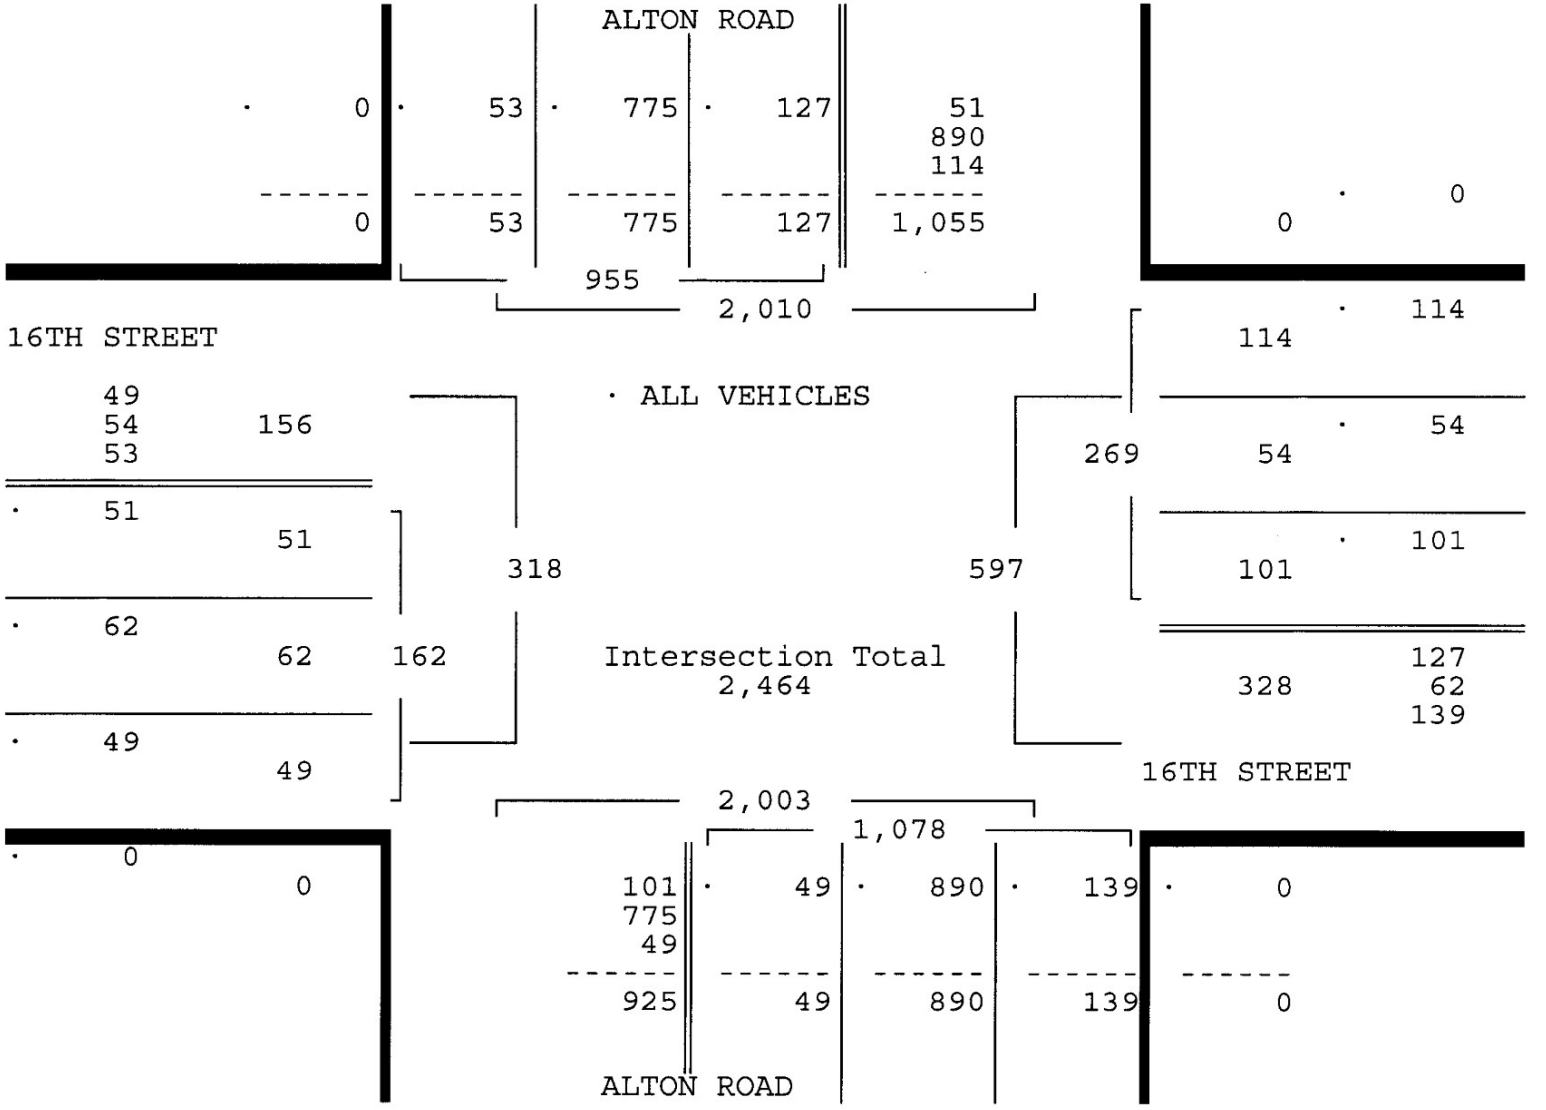 ALTON ROAD
· 0 · 53 · 775 · 127 51
890
114
------ ------ ------ ------ ------ · 0
0 53 775 127 1,055 0
955
2,010 · 114
16TH STREET 114
49 · ALL VEHICLES
54 156 · 54
53 269 54
· 51
51 · 101
318 597 101
· 62
62 162 Intersection Total 127
2,464 328 62
139
· 49
49 16TH STREET
2,003
1,078
· 0
0 101 · 49 · 890 · 139 · 0
775
49
------ ------ ------ ------ ------
925 49 890 139 0
ALTON ROAD